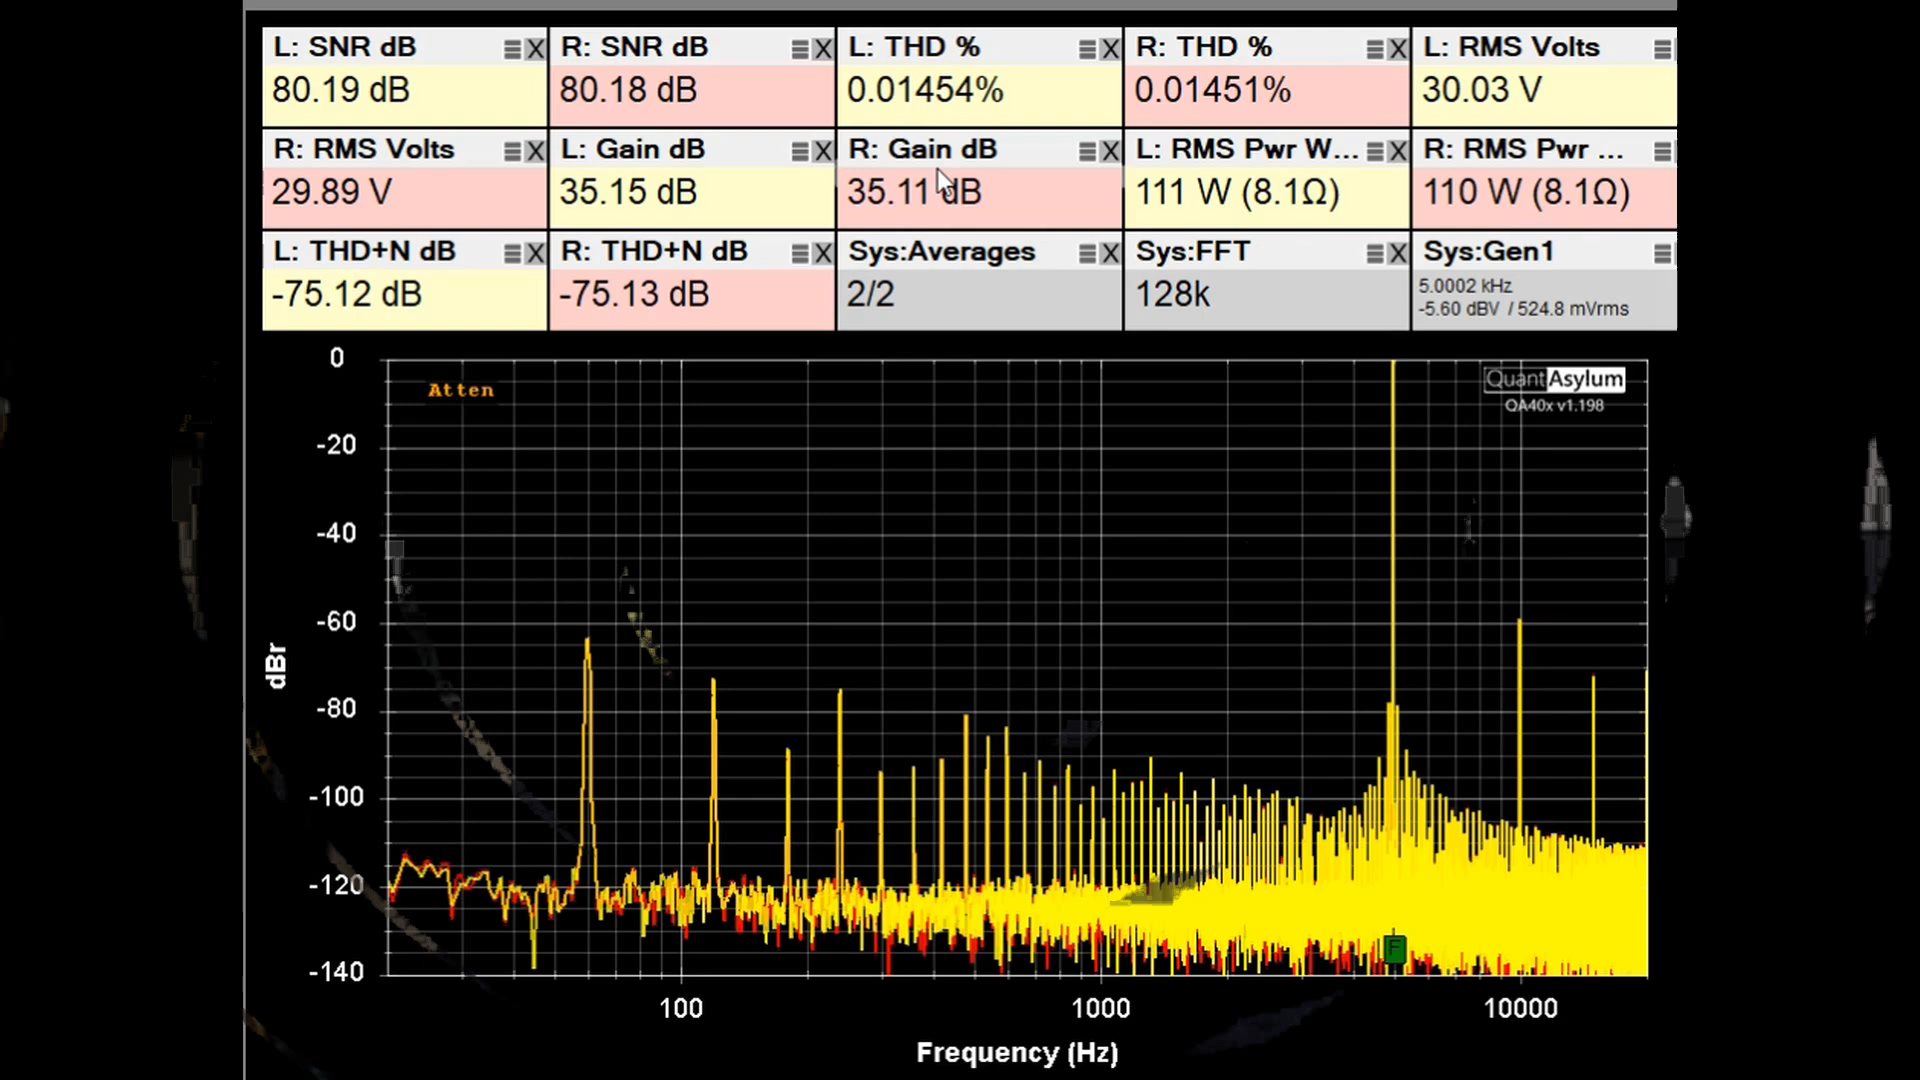 L: SNR dB
80.19 dB
R: SNR dB
80.18 dB
L: THD %
0.01454%
R: THD %
0.01451%
L: RMS Volts
30.03 V
R: RMS Volts
29.89 V
L: Gain dB
35.15 dB
R: Gain dB
35.11 dB
L: RMS Pwr W...
111 W (8.1Ω)
R: RMS Pwr ...
110 W (8.1Ω)
L: THD+N dB
-75.12 dB
R: THD+N dB
-75.13 dB
Sys:Averages
2/2
Sys:FFT
128k
Sys:Gen1
5.0002 kHz
-5.60 dBV / 524.8 mVrms
Atten
QuantAsylum
QA40x v1.198
0
-20
-40
-60
-80
-100
-120
-140
dBr
F
100
1000
10000
Frequency (Hz)